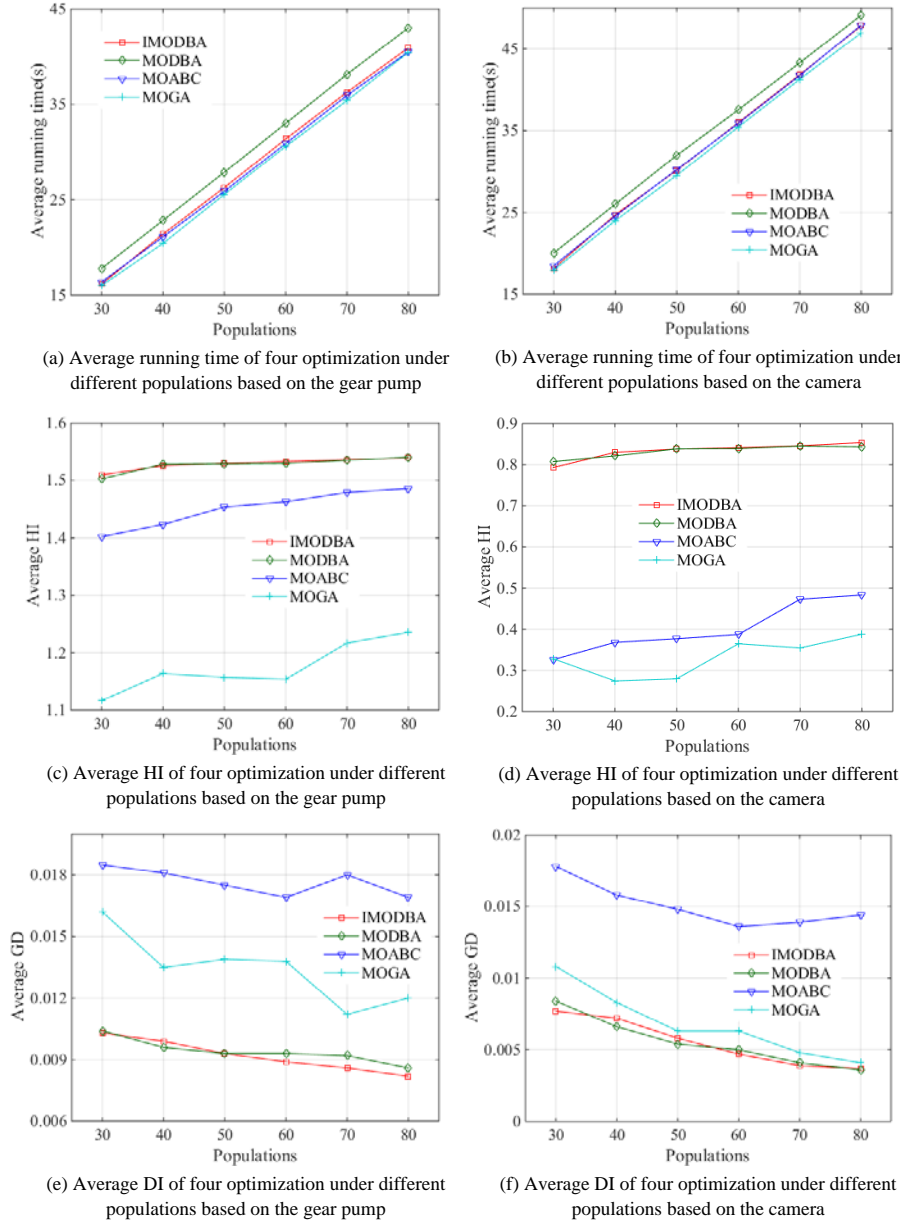 45
35
25
15
Average running time(s)
IMODBA
MODBA
MOABC
MOGA
30 40 50 60 70 80
Populations
(a) Average running time of four optimization under
different populations based on the gear pump
45
35
25
15
Average running time(s)
IMODBA
MODBA
MOABC
MOGA
30 40 50 60 70 80
Populations
(b) Average running time of four optimization under
different populations based on the camera
1.6
1.5
1.4
1.3
1.2
1.1
Average HI
IMODBA
MODBA
MOABC
MOGA
30 40 50 60 70 80
Populations
(c) Average HI of four optimization under different
populations based on the gear pump
0.9
0.8
0.7
0.6
0.5
0.4
0.3
0.2
Average HI
IMODBA
MODBA
MOABC
MOGA
30 40 50 60 70 80
Populations
(d) Average HI of four optimization under different
populations based on the camera
0.018
0.015
0.012
0.009
0.006
Average GD
IMODBA
MODBA
MOABC
MOGA
30 40 50 60 70 80
Populations
(e) Average DI of four optimization under different
populations based on the gear pump
0.02
0.015
0.01
0.005
0
Average GD
IMODBA
MODBA
MOABC
MOGA
30 40 50 60 70 80
Populations
(f) Average DI of four optimization under different
populations based on the camera